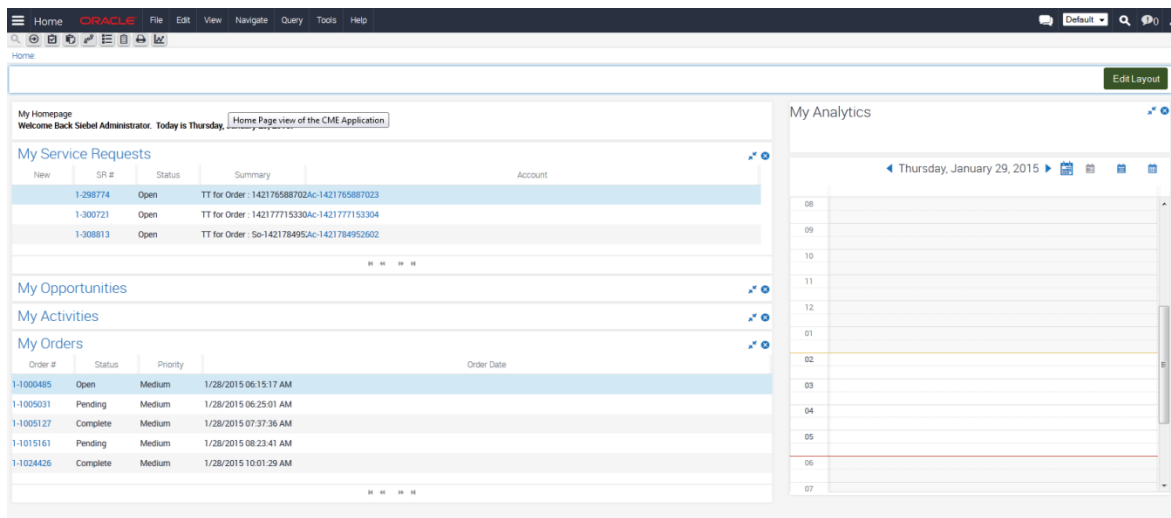 Home ORACLE File Edit View Navigate Query Tools Help Default 0
Home:
Edit Layout
My Homepage
Welcome Back Siebel Administrator. Today is Thursday,
Home Page view of the CME Application
My Service Requests
New SR # Status Summary Account
1-298774 Open TT for Order : 142176588702 Ac-1421765887023
1-300721 Open TT for Order : 142177715330 Ac-1421777153304
1-308813 Open TT for Order : So-142178495 Ac-1421784952602
My Opportunities
My Activities
My Orders
Order # Status Priority Order Date
1-1000485 Open Medium 1/28/2015 06:15:17 AM
1-1005031 Pending Medium 1/28/2015 06:25:01 AM
1-1005127 Complete Medium 1/28/2015 07:37:36 AM
1-1015161 Pending Medium 1/28/2015 08:23:41 AM
1-1024426 Complete Medium 1/28/2015 10:01:29 AM
My Analytics
Thursday, January 29, 2015
08
09
10
11
12
01
02
03
04
05
06
07